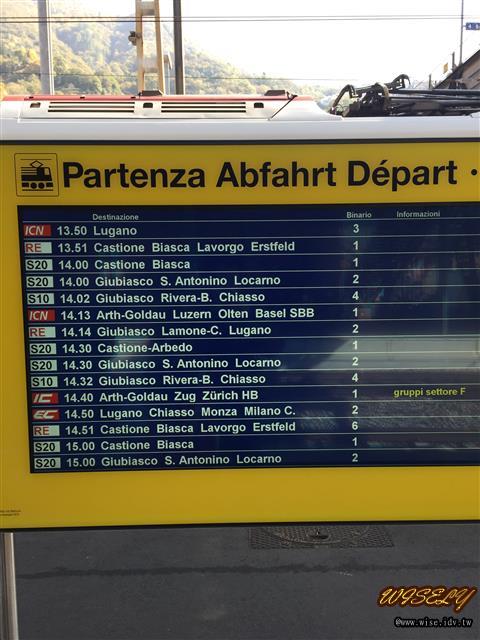 Partenza Abfahrt Départ ·
Destinazione Binario Informazioni
ICN 13.50 Lugano 3
RE 13.51 Castione Biasca Lavorgo Erstfeld 1
S20 14.00 Castione Biasca 1
S20 14.00 Giubiasco S. Antonino Locarno 2
S10 14.02 Giubiasco Rivera-B. Chiasso 4
ICN 14.13 Arth-Goldau Luzern Olten Basel SBB 1
RE 14.14 Giubiasco Lamone-C. Lugano 2
S20 14.30 Castione-Arbedo 1
S20 14.30 Giubiasco S. Antonino Locarno 2
S10 14.32 Giubiasco Rivera-B. Chiasso 4
IC 14.40 Arth-Goldau Zug Zürich HB 1 gruppi settore F
EC 14.50 Lugano Chiasso Monza Milano C. 2
RE 14.51 Castione Biasca Lavorgo Erstfeld 6
S20 15.00 Castione Biasca 1
S20 15.00 Giubiasco S. Antonino Locarno 2
WISELY
@www.wise.idv.tw